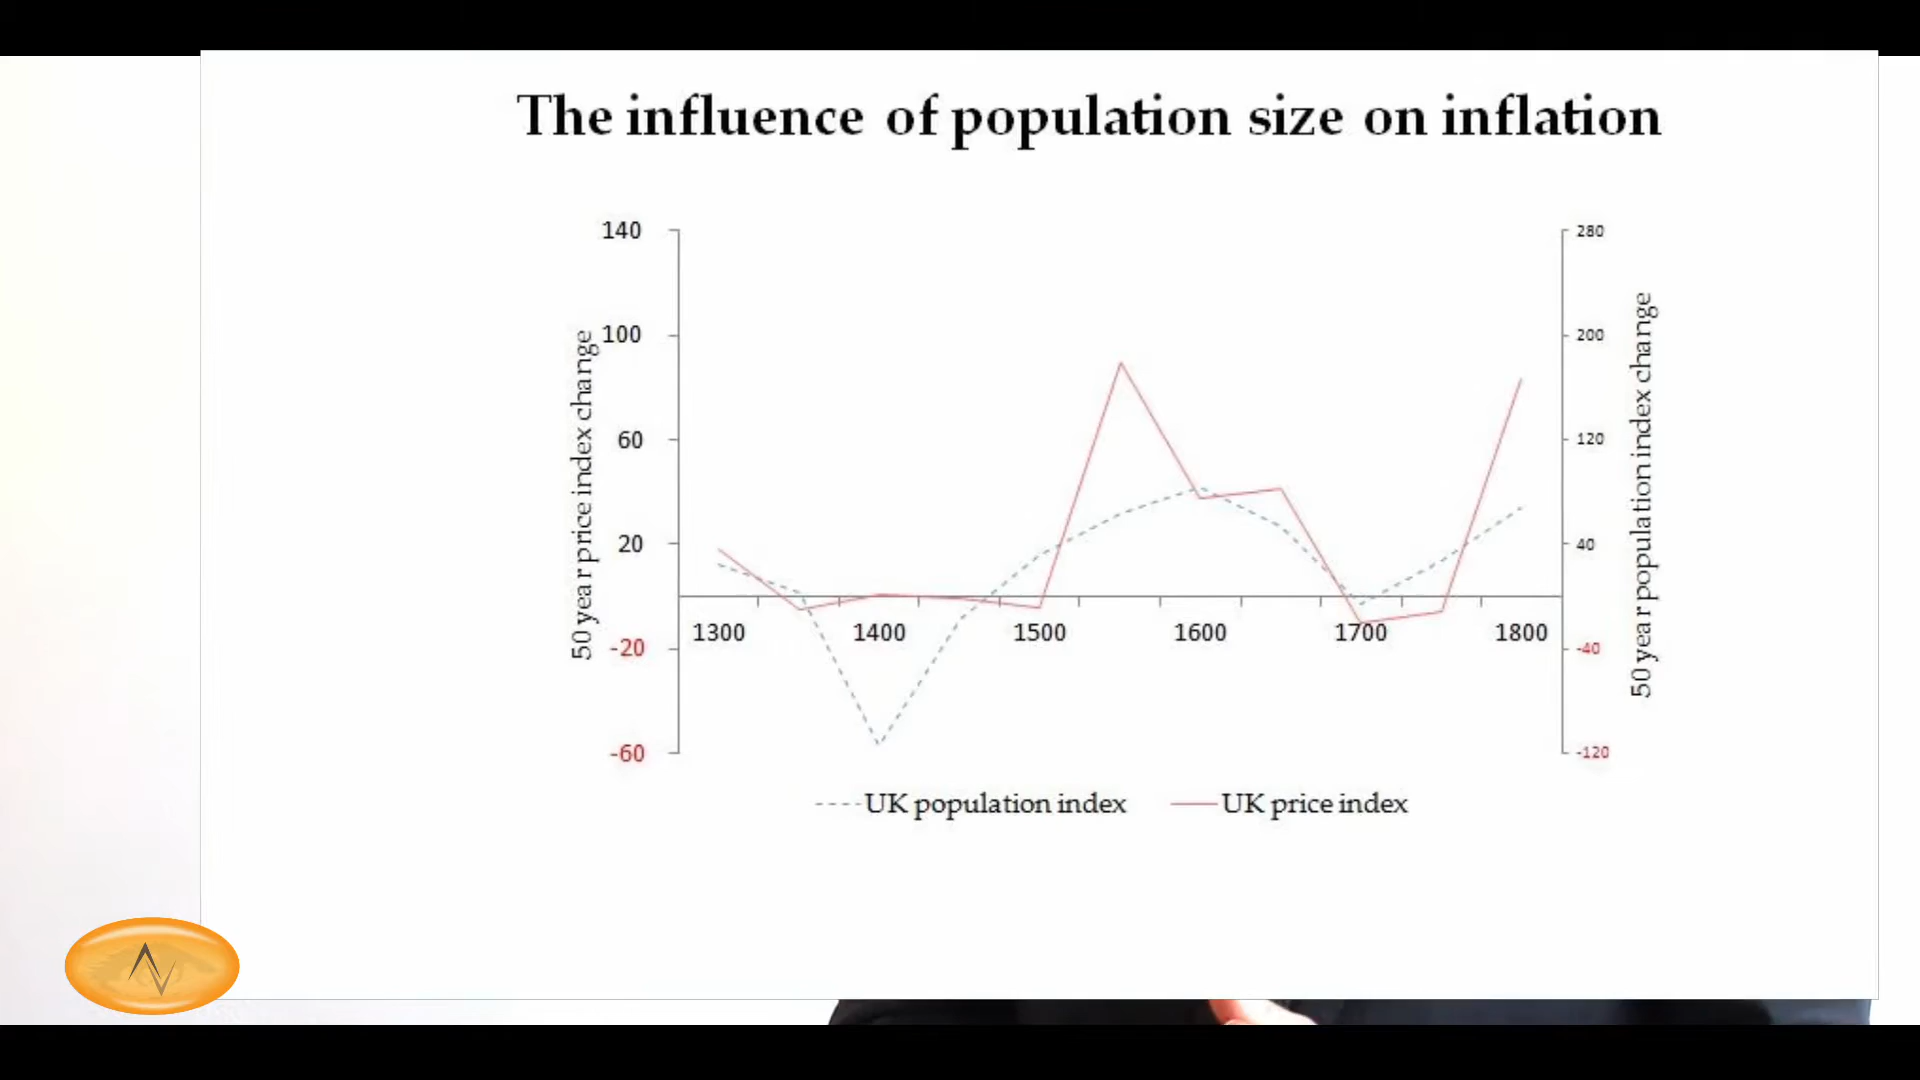 The influence of population size on inflation
140
100
60
20
-20
-60
50 year price index change
280
200
120
40
-40
-120
50 year population index change
1300 1400 1500 1600 1700 1800
UK population index UK price index